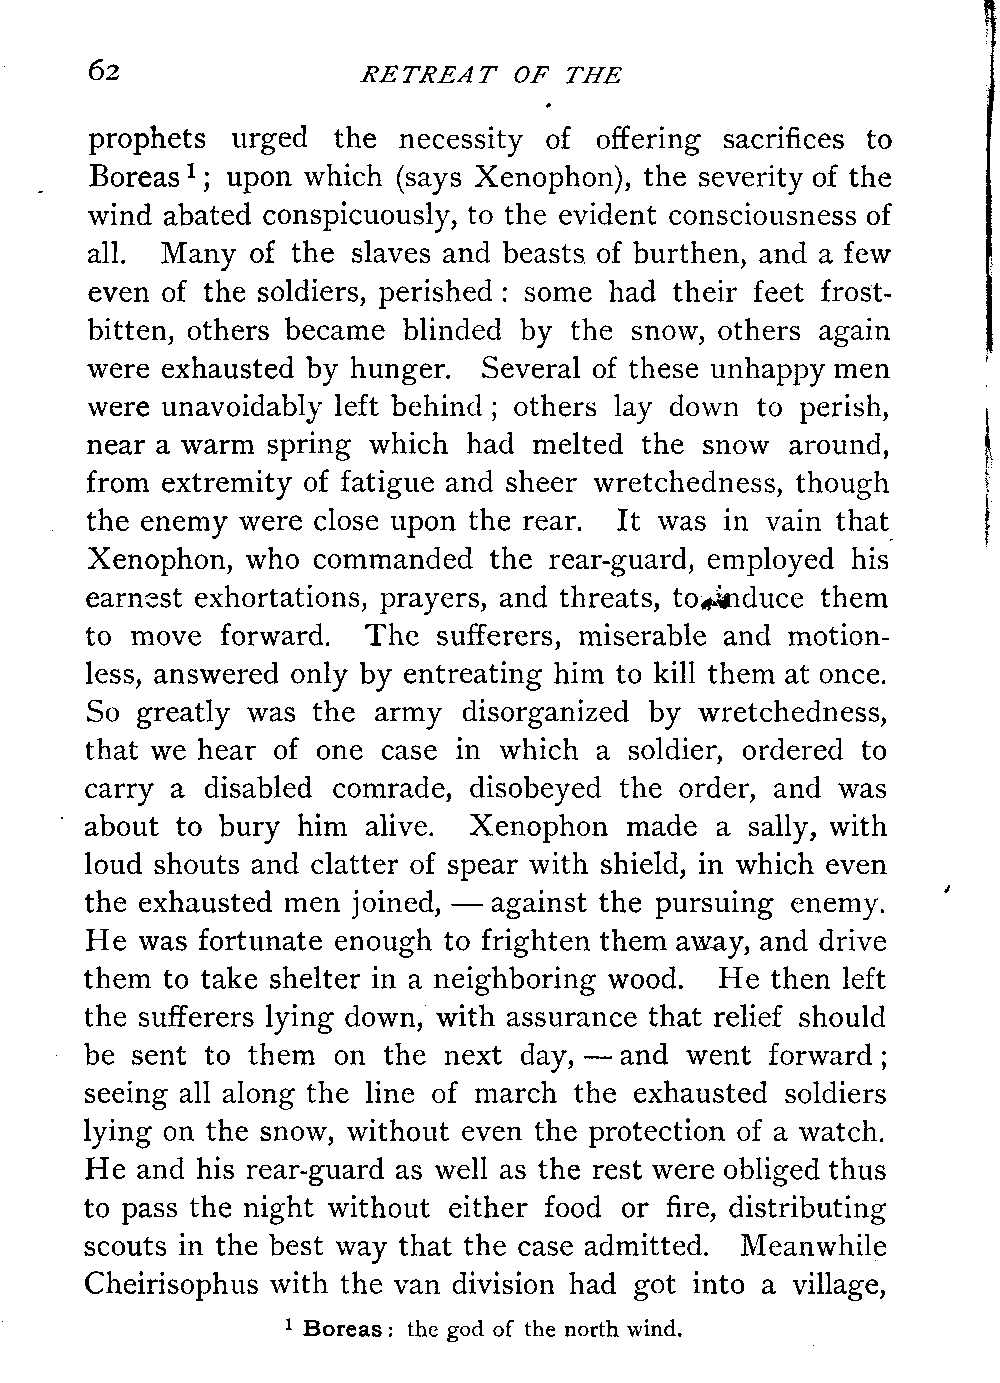 62 RETREAT OF THE
prophets urged the necessity of offering sacrifices to
Boreas ¹ ; upon which (says Xenophon), the severity of the
wind abated conspicuously, to the evident consciousness of
all. Many of the slaves and beasts of burthen, and a few
even of the soldiers, perished : some had their feet frost-
bitten, others became blinded by the snow, others again
were exhausted by hunger. Several of these unhappy men
were unavoidably left behind ; others lay down to perish,
near a warm spring which had melted the snow around,
from extremity of fatigue and sheer wretchedness, though
the enemy were close upon the rear. It was in vain that
Xenophon, who commanded the rear-guard, employed his
earnest exhortations, prayers, and threats, to induce them
to move forward. The sufferers, miserable and motion-
less, answered only by entreating him to kill them at once.
So greatly was the army disorganized by wretchedness,
that we hear of one case in which a soldier, ordered to
carry a disabled comrade, disobeyed the order, and was
about to bury him alive. Xenophon made a sally, with
loud shouts and clatter of spear with shield, in which even
the exhausted men joined, — against the pursuing enemy.
He was fortunate enough to frighten them away, and drive
them to take shelter in a neighboring wood. He then left
the sufferers lying down, with assurance that relief should
be sent to them on the next day, — and went forward ;
seeing all along the line of march the exhausted soldiers
lying on the snow, without even the protection of a watch.
He and his rear-guard as well as the rest were obliged thus
to pass the night without either food or fire, distributing
scouts in the best way that the case admitted. Meanwhile
Cheirisophus with the van division had got into a village,
¹ Boreas : the god of the north wind.